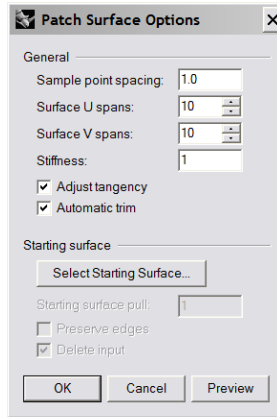 Patch Surface Options
General
Sample point spacing: 1.0
Surface U spans: 10
Surface V spans: 10
Stiffness: 1
Adjust tangency
Automatic trim
Starting surface
Select Starting Surface...
Starting surface pull: 1
Preserve edges
Delete input
OK Cancel Preview